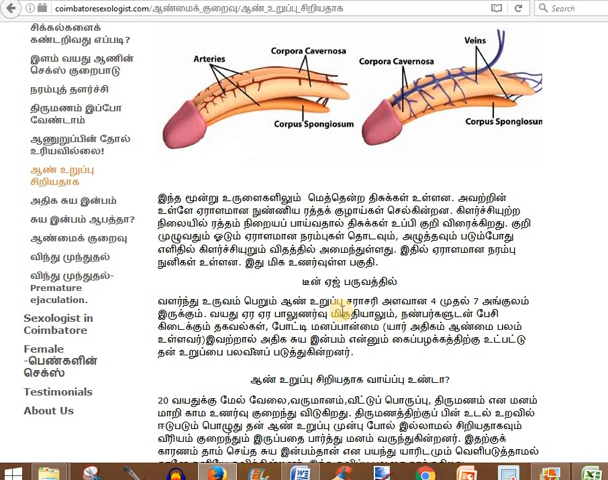 coimbatoresexologist.com/ஆண்மைக்_குறைவு/ஆண்_உறுப்பு_சிறியதாக
Search
சிக்கல்களைக்
கண்டறிவது எப்படி?
இளம் வயது ஆணின்
செக்ஸ் குறைபாடு
நரம்புத் தளர்ச்சி
திருமணம் இப்போ
வேண்டாம்
ஆணுறுப்பின் தோல்
உரியவில்லை!
ஆண் உறுப்பு
சிறியதாக
அதிக சுய இன்பம்
சுய இன்பம் ஆபத்தா?
ஆண்மைக் குறைவு
விந்து முந்துதல்
விந்து முந்துதல்-
Premature
ejaculation.
Sexologist in
Coimbatore
Female
-பெண்களின்
செக்ஸ்
Testimonials
About Us
Arteries
Corpora Cavernosa
Corpus Spongiosum
Veins
Corpora Cavernosa
Corpus Spongiosum
இந்த மூன்று உருளைகளிலும் மெத்தென்ற திசுக்கள் உள்ளன. அவற்றின்
உள்ளே ஏராளமான நுண்ணிய ரத்தக் குழாய்கள் செல்கின்றன. கிளர்ச்சியுற்ற
நிலையில் ரத்தம் நிறையப் பாய்வதால் திசுக்கள் உப்பி குறி விரைக்கிறது. குறி
முழுவதும் ஓடும் ஏராளமான நரம்புகள் தொடவும், அழுத்தவும் படும்போது
எளிதில் கிளர்ச்சியுறும் விதத்தில் அமைந்துள்ளது. இதில் ஏராளமான நரம்பு
நுனிகள் உள்ளன. இது மிக உணர்வுள்ள பகுதி.
டீன் ஏஜ் பருவத்தில்
வளர்ந்து உருவம் பெறும் ஆண் உறுப்பு சராசரி அளவான 4 முதல் 7 அங்குலம்
இருக்கும். வயது ஏர ஏர பாலுணர்வு மிகுதியாலும், நண்பர்களுடன் பேசி
கிடைக்கும் தகவல்கள், போட்டி மனப்பான்மை (யார் அதிகம் ஆண்மை பலம்
உள்ளவர்)இவற்றால் அதிக சுய இன்பம் என்னும் கைப்பழக்கத்திற்கு உட்பட்டு
தன் உறுப்பை பலவீனப் படுத்துகின்றனர்.
ஆண் உறுப்பு சிறியதாக வாய்ப்பு உண்டா?
20 வயதுக்கு மேல் வேலை,வருமானம்,வீட்டுப் பொருப்பு, திருமணம் என மனம்
மாறி காம உணர்வு குறைந்து விடுகிறது. திருமணத்திற்குப் பின் உடல் உறவில்
ஈடுபடும் பொழுது தன் ஆண் உறுப்பு முன்பு போல் இல்லாமல் சிறியதாகவும்
வீரியம் குறைந்தும் இருப்பதை பார்த்து மனம் வருந்துகின்றனர். இதற்குக்
காரணம் தாம் செய்த சுய இன்பம்தான் என பயந்து யாரிடமும் வெளிபடுத்தாமல்